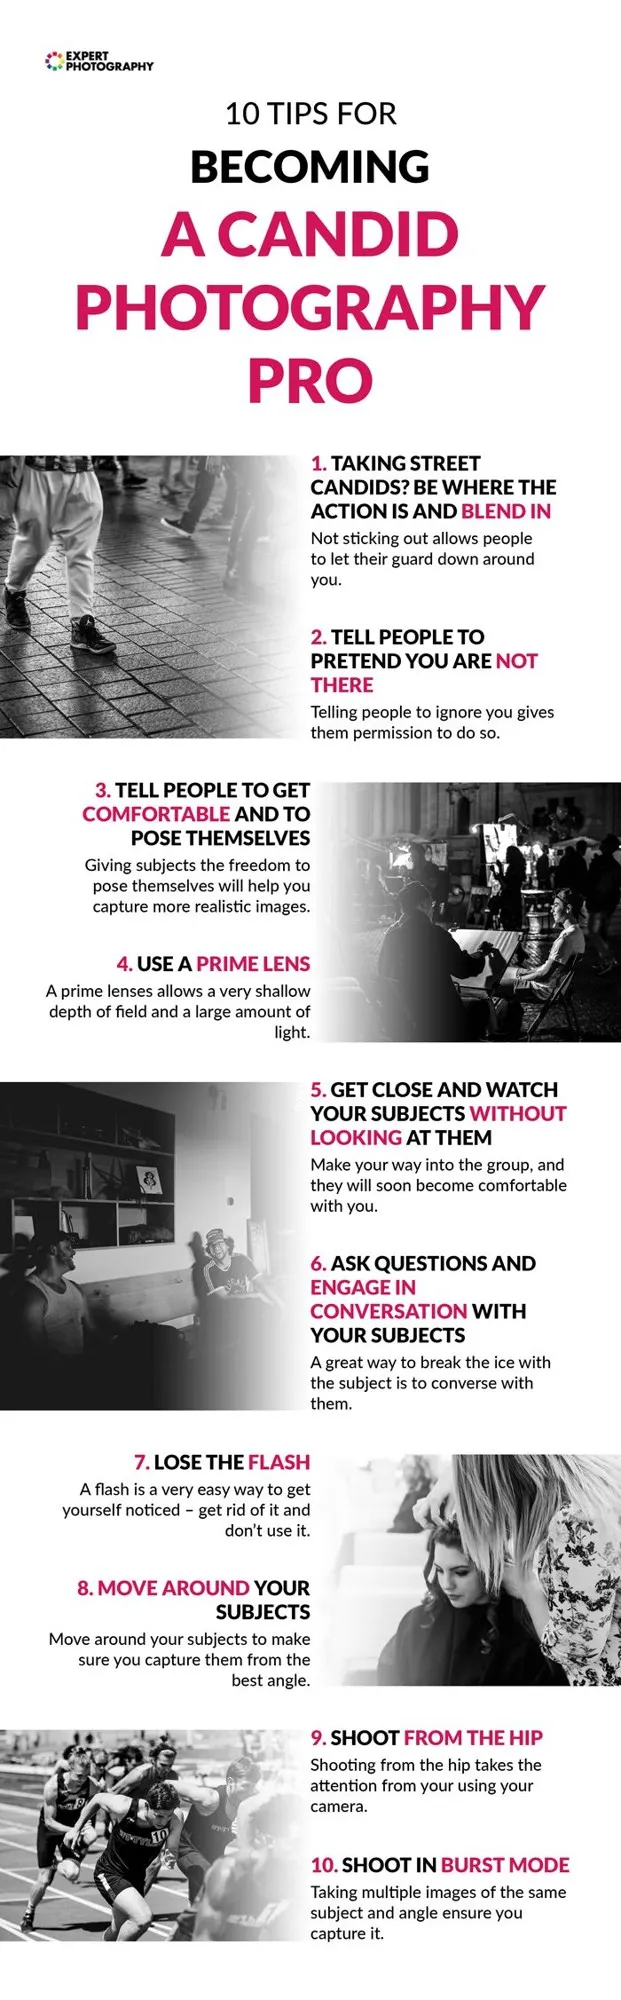 EXPERT
PHOTOGRAPHY
10 TIPS FOR
BECOMING
A CANDID
PHOTOGRAPHY
PRO
1. TAKING STREET
CANDIDS? BE WHERE THE
ACTION IS AND BLEND IN
Not sticking out allows people
to let their guard down around
you.
2. TELL PEOPLE TO
PRETEND YOU ARE NOT
THERE
Telling people to ignore you gives
them permission to do so.
3. TELL PEOPLE TO GET
COMFORTABLE AND TO
POSE THEMSELVES
Giving subjects the freedom to
pose themselves will help you
capture more realistic images.
4. USE A PRIME LENS
A prime lenses allows a very shallow
depth of field and a large amount of
light.
5. GET CLOSE AND WATCH
YOUR SUBJECTS WITHOUT
LOOKING AT THEM
Make your way into the group, and
they will soon become comfortable
with you.
6. ASK QUESTIONS AND
ENGAGE IN
CONVERSATION WITH
YOUR SUBJECTS
A great way to break the ice with
the subject is to converse with
them.
7. LOSE THE FLASH
A flash is a very easy way to get
yourself noticed – get rid of it and
don't use it.
8. MOVE AROUND YOUR
SUBJECTS
Move around your subjects to make
sure you capture them from the
best angle.
9. SHOOT FROM THE HIP
Shooting from the hip takes the
attention from your using your
camera.
10. SHOOT IN BURST MODE
Taking multiple images of the same
subject and angle ensure you
capture it.
10